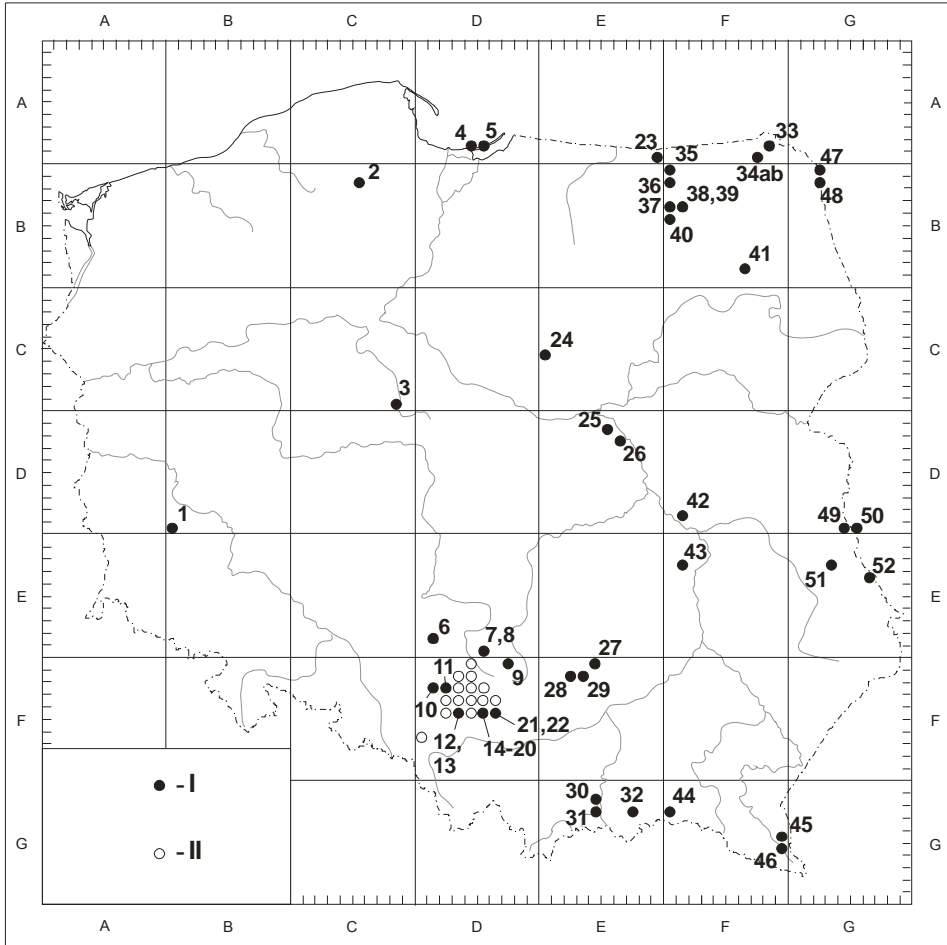 A B C D E F G
A A
4 5 23 33
35 34ab 47
2 36 48
37 38,39
B B
40
41
C 24 C
3
25
26
D D
1 42 49 50
43 51 52
E E
6 7,8
11 9 27
10 28 29
F F
12, 14-20 21,22
13
- I 30 32 44
31 45
G
- II 46 G
A B C D E F G